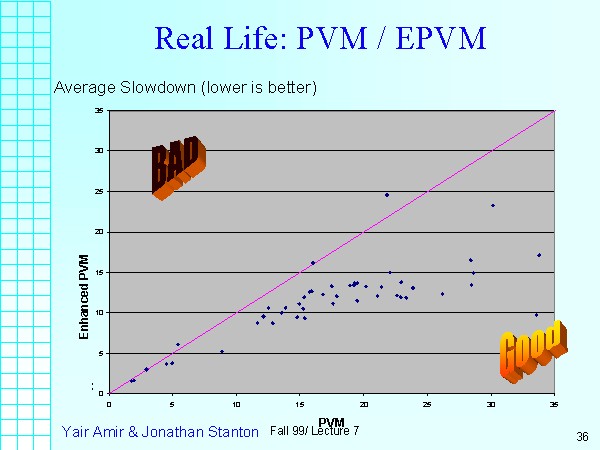 Real Life: PVM / EPVM
Average Slowdown (lower is better)
35
30
25
20
15
10
5
0
Enhanced PVM
BAD
Good
0 5 10 15 20 25 30 35
PVM
Yair Amir & Jonathan Stanton Fall 99/ Lecture 7
36